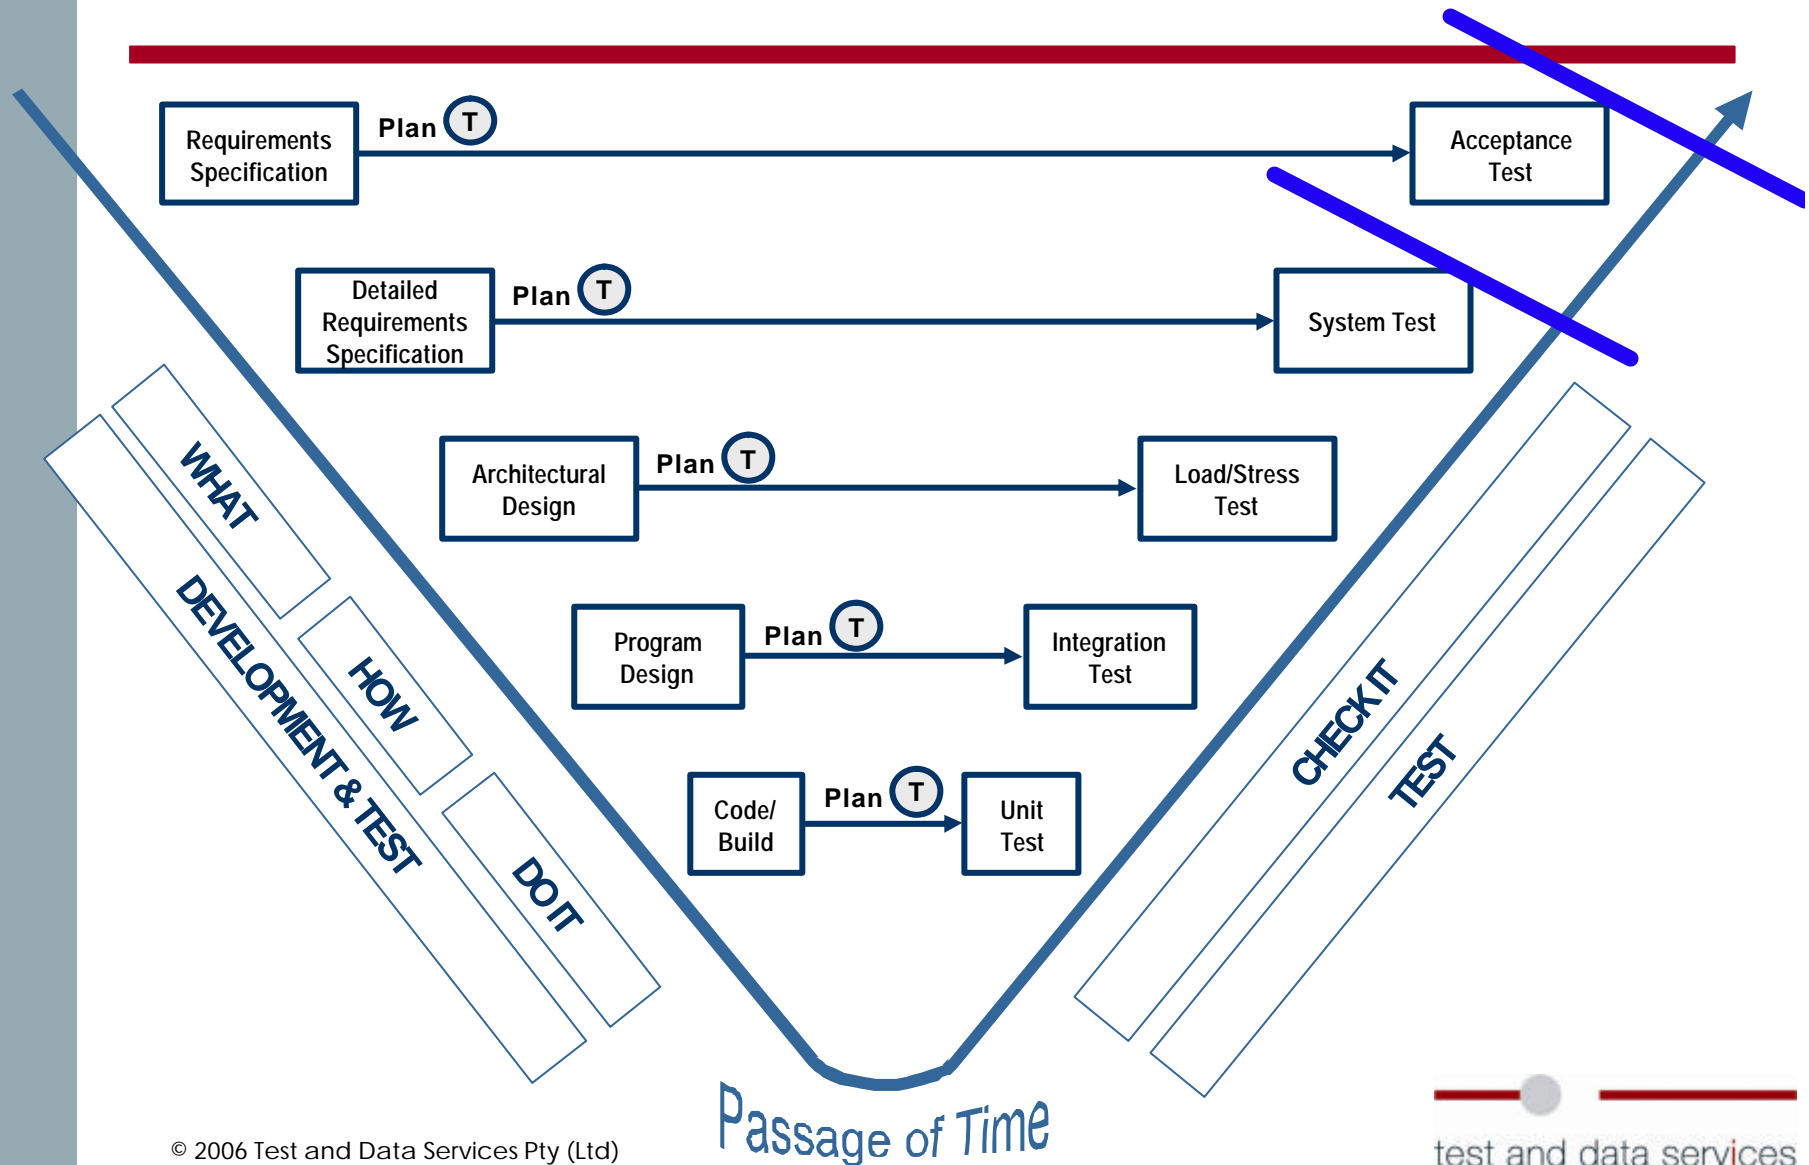 Plan T
Requirements
Specification
Acceptance
Test
Plan T
Detailed
Requirements
Specification
System Test
Plan T
Architectural
Design
Load/Stress
Test
Plan T
Program
Design
Integration
Test
Plan T
Code/
Build
Unit
Test
WHAT
HOW
DO IT
DEVELOPMENT & TEST
CHECK IT
TEST
Passage of Time
© 2006 Test and Data Services Pty (Ltd)
test and data services